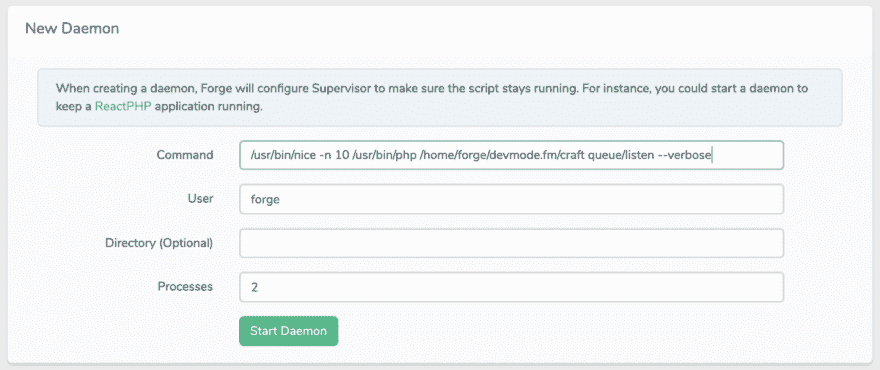 New Daemon
When creating a daemon, Forge will configure Supervisor to make sure the script stays running. For instance, you could start a daemon to
keep a ReactPHP application running.
Command /usr/bin/nice -n 10 /usr/bin/php /home/forge/devmode.fm/craft queue/listen --verbose
User forge
Directory (Optional)
Processes 2
Start Daemon